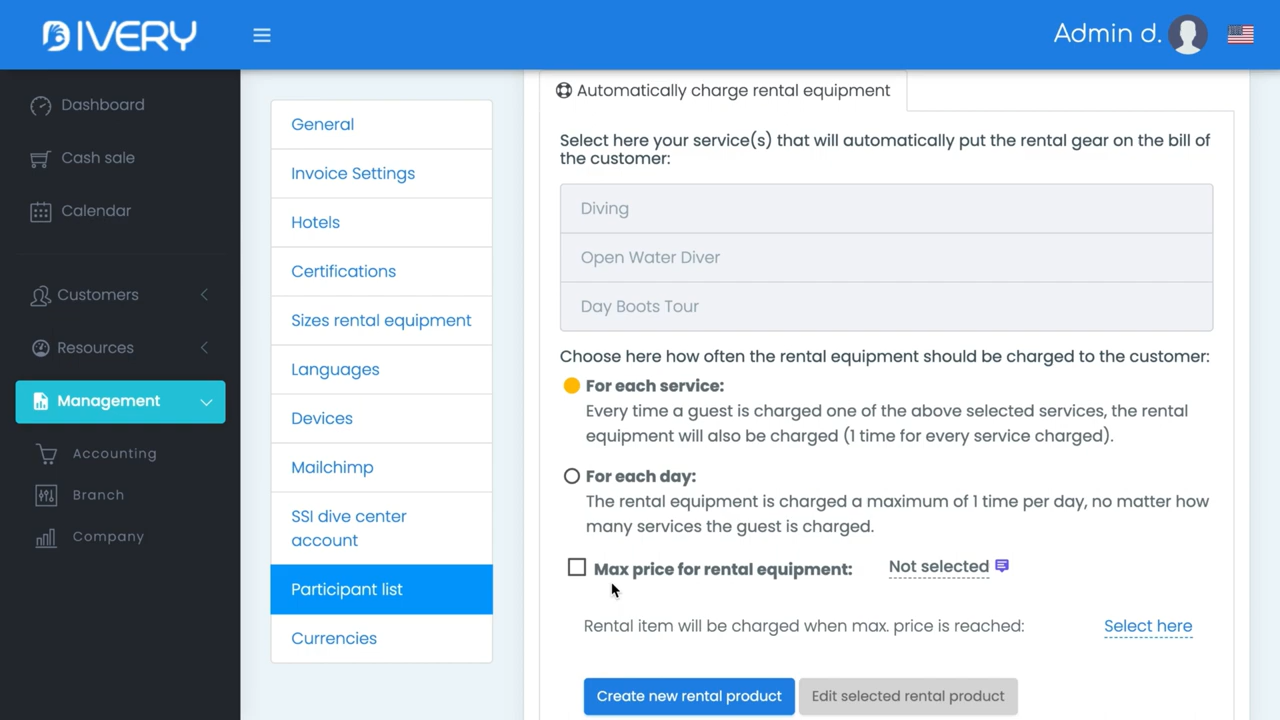 DIVERY
Admin d.
Dashboard
Cash sale
Calendar
Customers
Resources
Management
Accounting
Branch
Company
General
Invoice Settings
Hotels
Certifications
Sizes rental equipment
Languages
Devices
Mailchimp
SSI dive center
account
Participant list
Currencies
Automatically charge rental equipment
Select here your service(s) that will automatically put the rental gear on the bill of
the customer:
Diving
Open Water Diver
Day Boots Tour
Choose here how often the rental equipment should be charged to the customer:
For each service:
Every time a guest is charged one of the above selected services, the rental
equipment will also be charged (1 time for every service charged).
For each day:
The rental equipment is charged a maximum of 1 time per day, no matter how
many services the guest is charged.
Max price for rental equipment: Not selected
Rental item will be charged when max. price is reached: Select here
Create new rental product Edit selected rental product